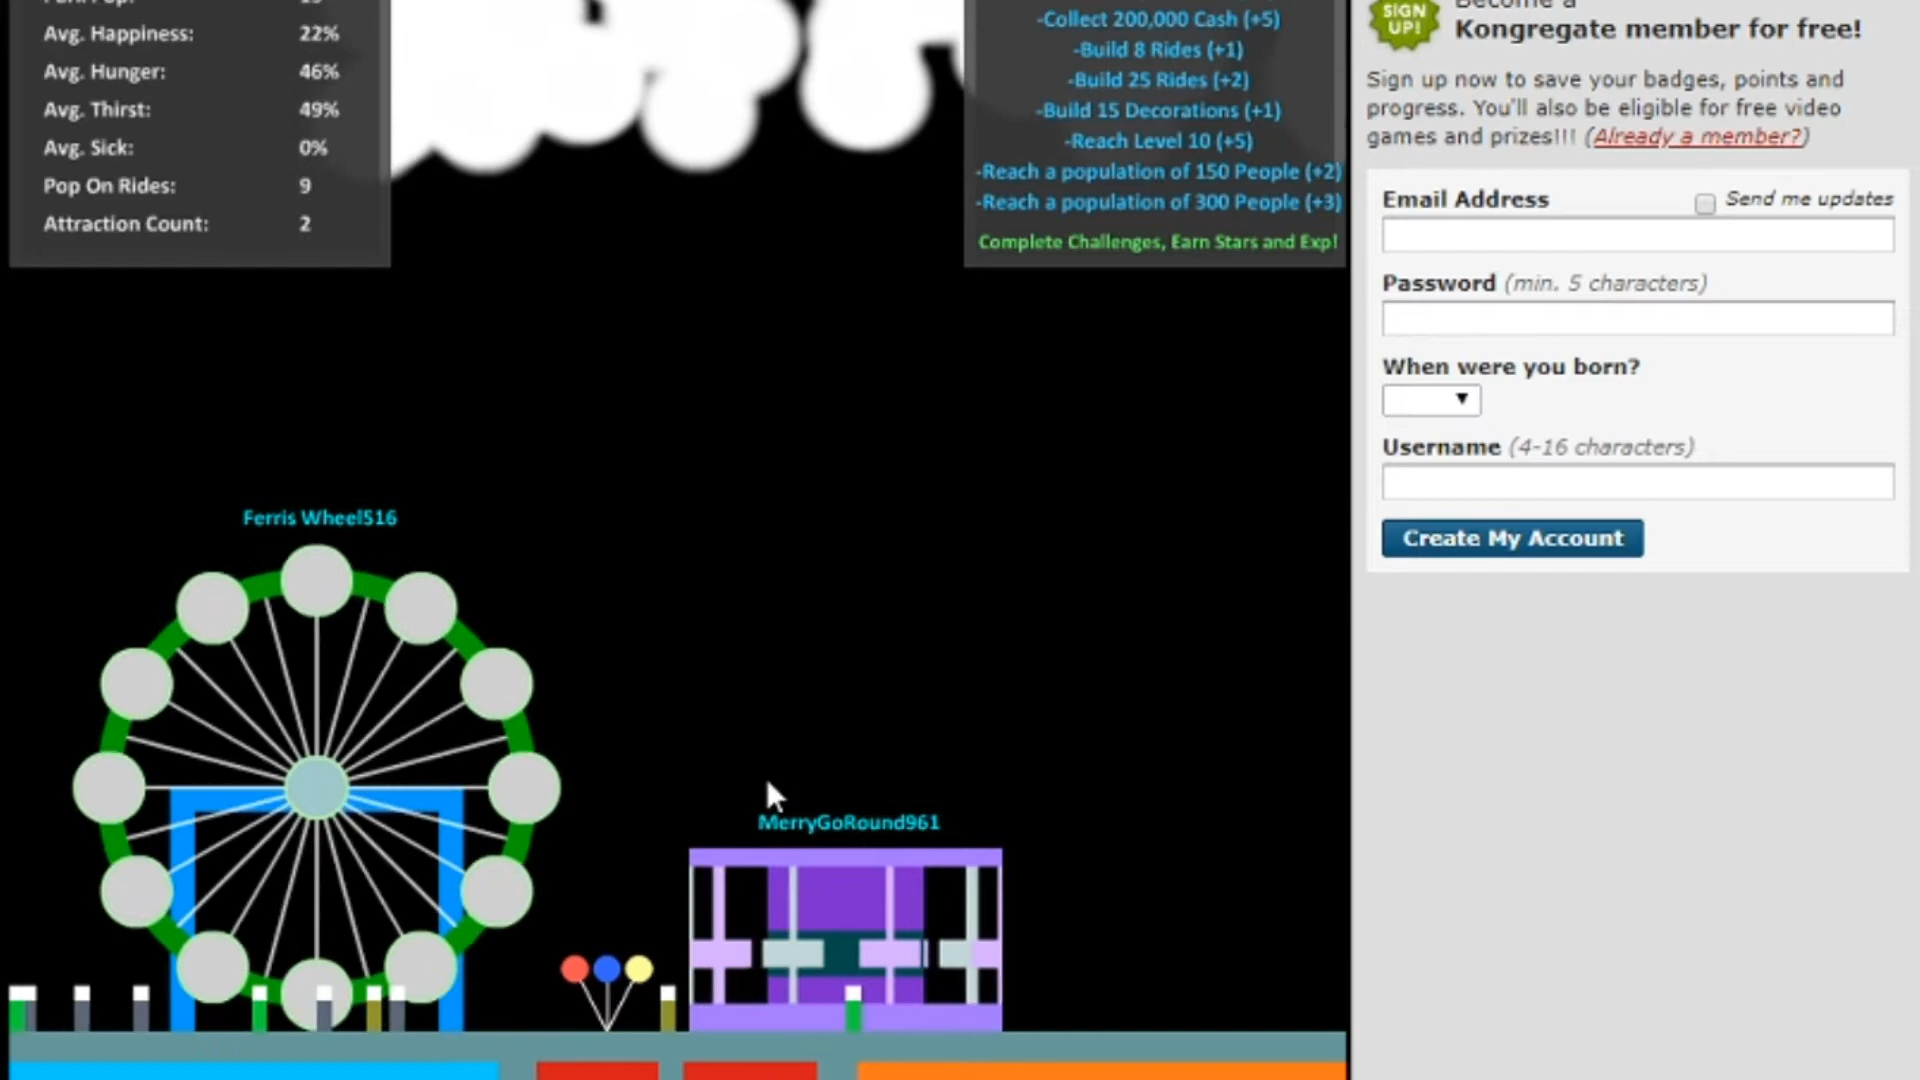 Avg. Happiness: 22%
Avg. Hunger: 46%
Avg. Thirst: 49%
Avg. Sick: 0%
Pop On Rides: 9
Attraction Count: 2
-Collect 200,000 Cash (+5)
-Build 8 Rides (+1)
-Build 25 Rides (+2)
-Build 15 Decorations (+1)
-Reach Level 10 (+5)
-Reach a population of 150 People (+2)
-Reach a population of 300 People (+3)
Complete Challenges, Earn Stars and Exp!
Ferris Wheel516
MerryGoRound961
SIGN
UP!
Become a
Kongregate member for free!
Sign up now to save your badges, points and
progress. You'll also be eligible for free video
games and prizes!!! (Already a member?)
Email Address
Send me updates
Password (min. 5 characters)
When were you born?
Username (4-16 characters)
Create My Account